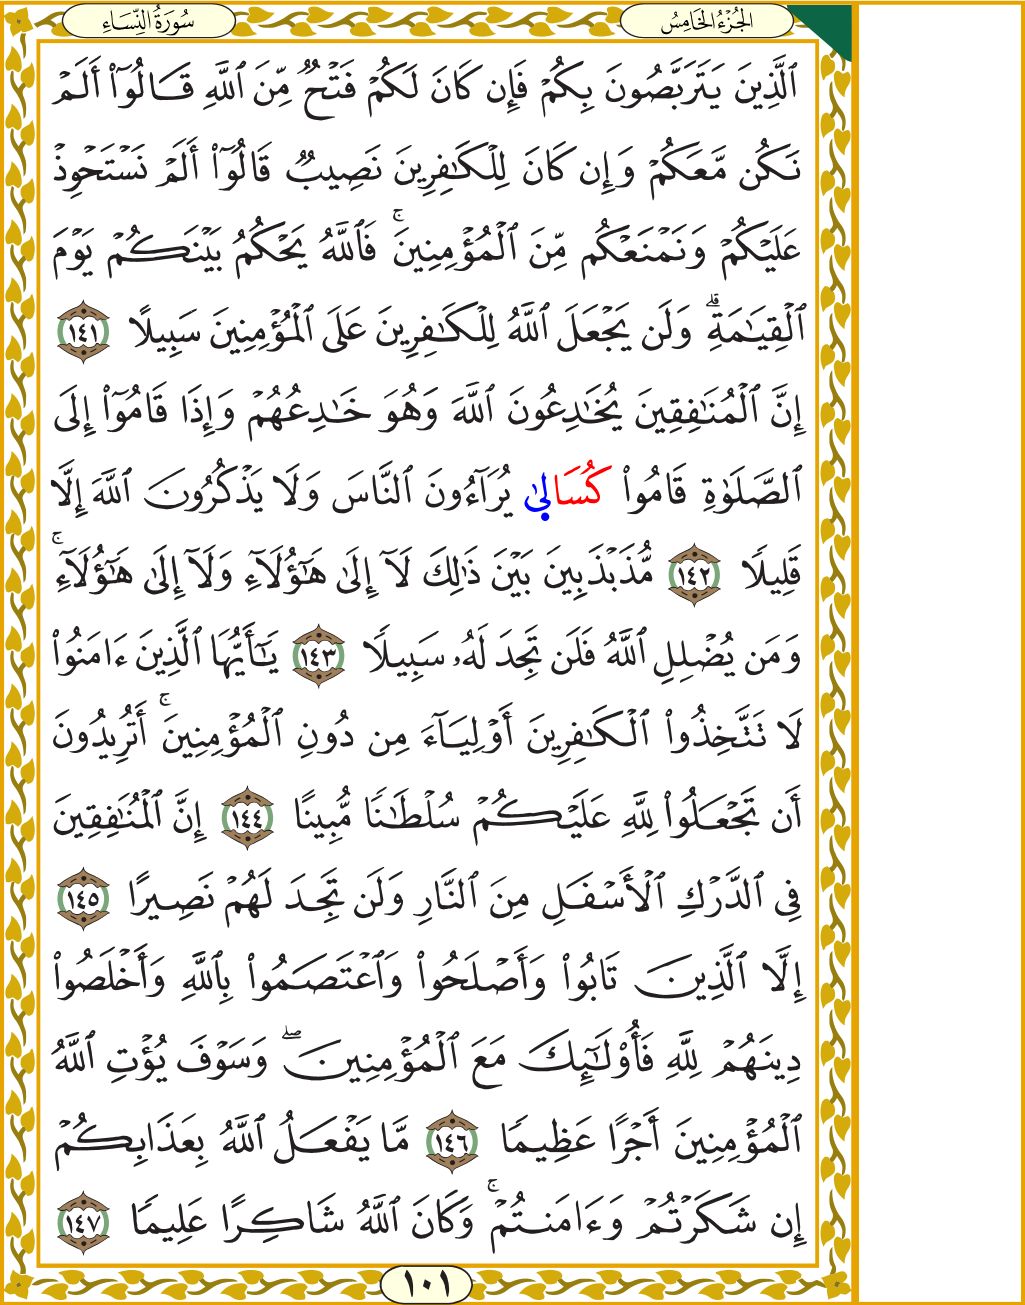 الجُزْءُ الخَامِسُ
سُورَةُ النِّسَاءِ
ٱلَّذِينَ يَتَرَبَّصُونَ بِكُمْ فَإِن كَانَ لَكُمْ فَتْحٌ مِّنَ ٱللَّهِ قَالُوٓا۟ أَلَمْ
نَكُن مَّعَكُمْ وَإِن كَانَ لِلْكَـٰفِرِينَ نَصِيبٌ قَالُوٓا۟ أَلَمْ نَسْتَحْوِذْ
عَلَيْكُمْ وَنَمْنَعْكُم مِّنَ ٱلْمُؤْمِنِينَ ۚ فَٱللَّهُ يَحْكُمُ بَيْنَكُمْ يَوْمَ
ٱلْقِيَـٰمَةِ ۗ وَلَن يَجْعَلَ ٱللَّهُ لِلْكَـٰفِرِينَ عَلَى ٱلْمُؤْمِنِينَ سَبِيلًا ١٤١
إِنَّ ٱلْمُنَـٰفِقِينَ يُخَـٰدِعُونَ ٱللَّهَ وَهُوَ خَـٰدِعُهُمْ وَإِذَا قَامُوٓا۟ إِلَى
ٱلصَّلَوٰةِ قَامُوا۟ كُسَالٜىٰ يُرَآءُونَ ٱلنَّاسَ وَلَا يَذْكُرُونَ ٱللَّهَ إِلَّا
قَلِيلًا ١٤٢ مُّذَبْذَبِينَ بَيْنَ ذَٰلِكَ لَآ إِلَىٰ هَـٰٓؤُلَآءِ وَلَآ إِلَىٰ هَـٰٓؤُلَآءِ ۚ
وَمَن يُضْلِلِ ٱللَّهُ فَلَن تَجِدَ لَهُۥ سَبِيلًا ١٤٣ يَـٰٓأَيُّهَا ٱلَّذِينَ ءَامَنُوا۟
لَا تَتَّخِذُوا۟ ٱلْكَـٰفِرِينَ أَوْلِيَآءَ مِن دُونِ ٱلْمُؤْمِنِينَ ۚ أَتُرِيدُونَ
أَن تَجْعَلُوا۟ لِلَّهِ عَلَيْكُمْ سُلْطَـٰنًا مُّبِينًا ١٤٤ إِنَّ ٱلْمُنَـٰفِقِينَ
فِى ٱلدَّرْكِ ٱلْأَسْفَلِ مِنَ ٱلنَّارِ وَلَن تَجِدَ لَهُمْ نَصِيرًا ١٤٥
إِلَّا ٱلَّذِينَ تَابُوا۟ وَأَصْلَحُوا۟ وَٱعْتَصَمُوا۟ بِٱللَّهِ وَأَخْلَصُوا۟
دِينَهُمْ لِلَّهِ فَأُو۟لَـٰٓئِكَ مَعَ ٱلْمُؤْمِنِينَ ۖ وَسَوْفَ يُؤْتِ ٱللَّهُ
ٱلْمُؤْمِنِينَ أَجْرًا عَظِيمًا ١٤٦ مَّا يَفْعَلُ ٱللَّهُ بِعَذَابِكُمْ
إِن شَكَرْتُمْ وَءَامَنتُمْ ۚ وَكَانَ ٱللَّهُ شَاكِرًا عَلِيمًا ١٤٧
١٠١